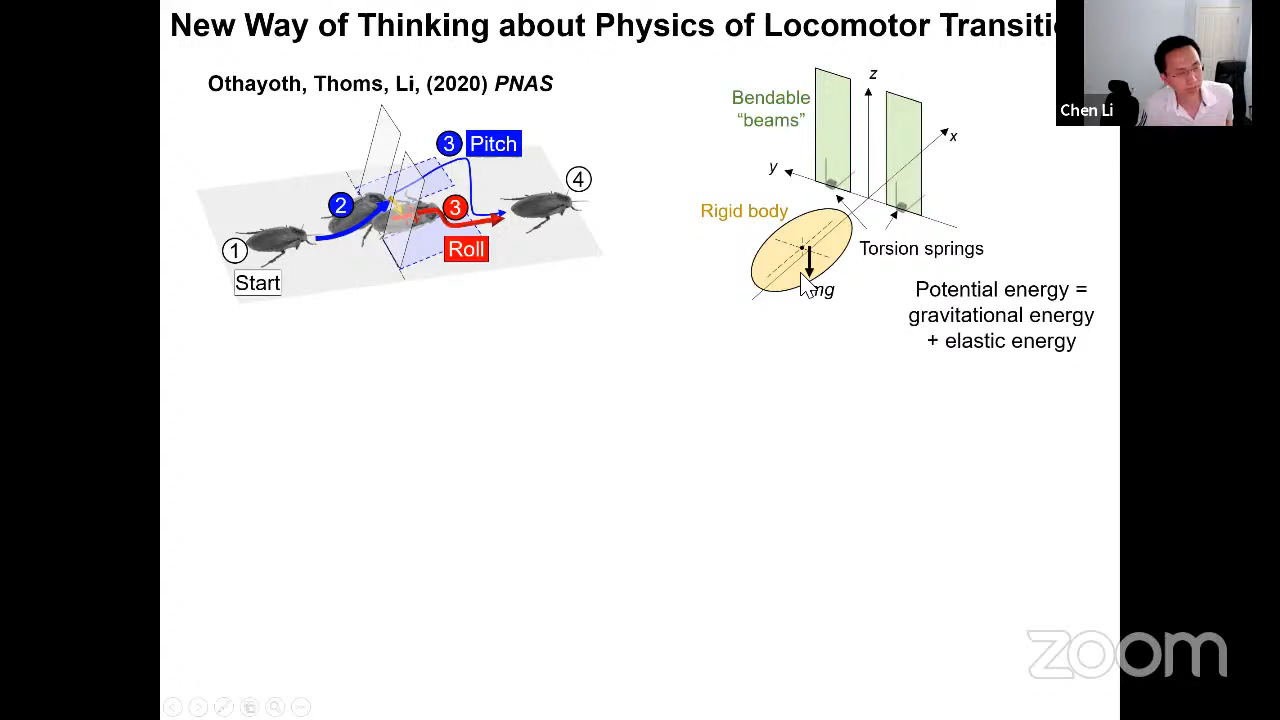 New Way of Thinking about Physics of Locomotor Transiti
Othayoth, Thoms, Li, (2020) PNAS
Chen Li
Bendable
"beams"
z
x
y
3 Pitch
4
2
3
Roll
1
Start
Rigid body
Torsion springs
mg
Potential energy =
gravitational energy
+ elastic energy
zoom